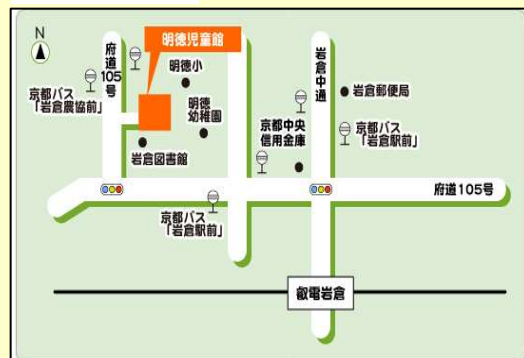 N
府道105号
明徳児童館
明徳小
岩倉中通
岩倉郵便局
京都バス
「岩倉農協前」
明徳
幼稚園
京都中央
信用金庫
京都バス
「岩倉駅前」
岩倉図書館
府道105号
京都バス
「岩倉駅前」
叡電岩倉